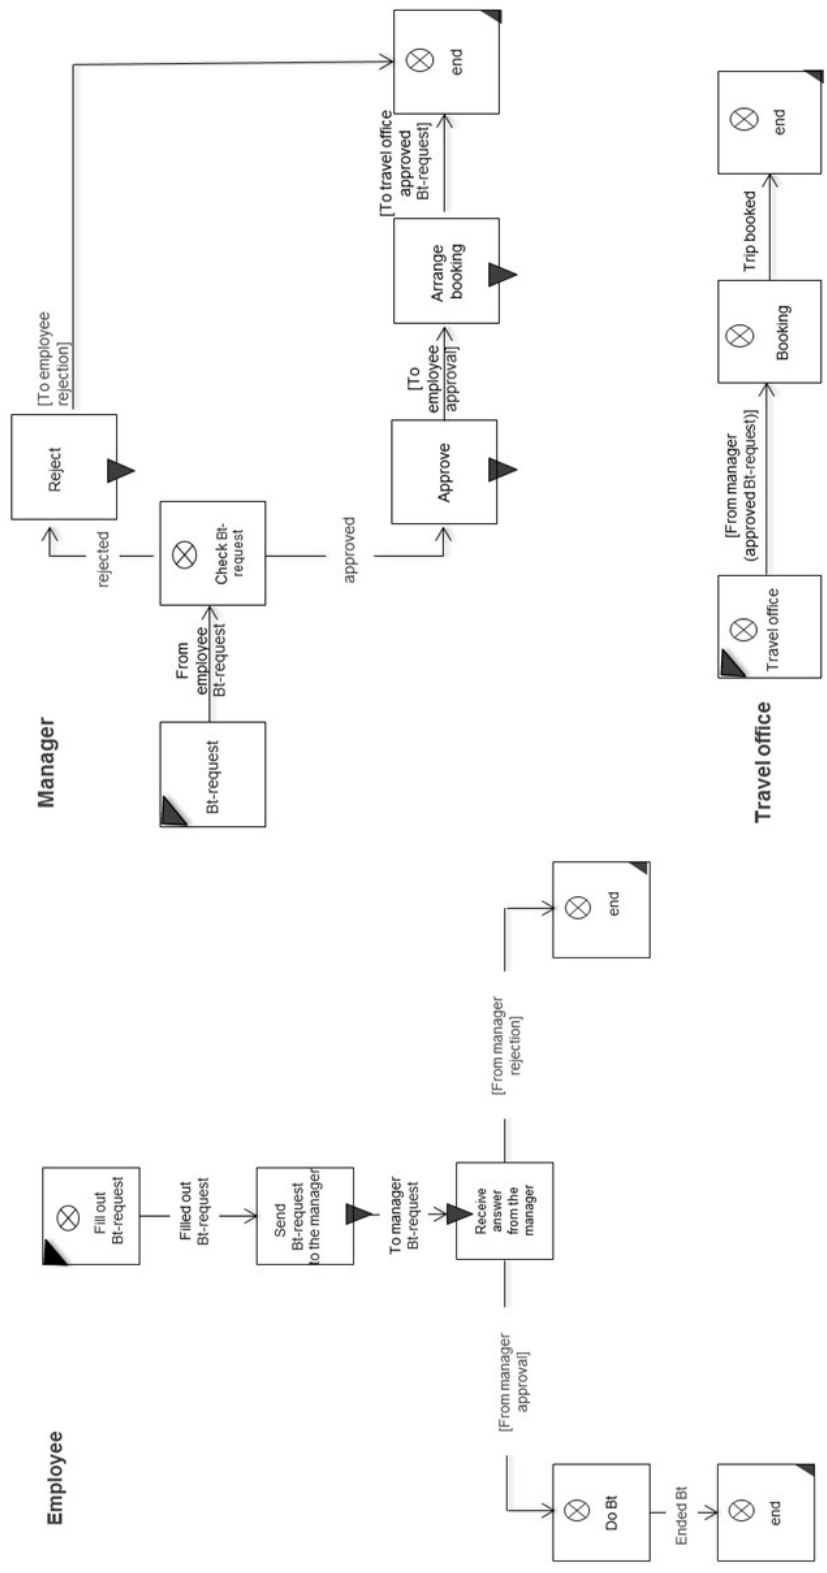 Employee
Fill out
Bt-request
Filled out
Bt-request
Send
Bt-request
to the manager
To manager
Bt-request
Receive
answer
from the
manager
[From manager
approval]
Do Bt
Ended Bt
end
[From manager
rejection]
end
Manager
Bt-request
From
employee
Bt-request
Check Bt-
request
rejected
Reject
[To employee
rejection]
approved
Approve
[To
employee
approval]
Arrange
booking
[To travel office
approved
Bt-request]
end
Travel office
Travel office
[From manager
(approved Bt-request)]
Booking
Trip booked
end